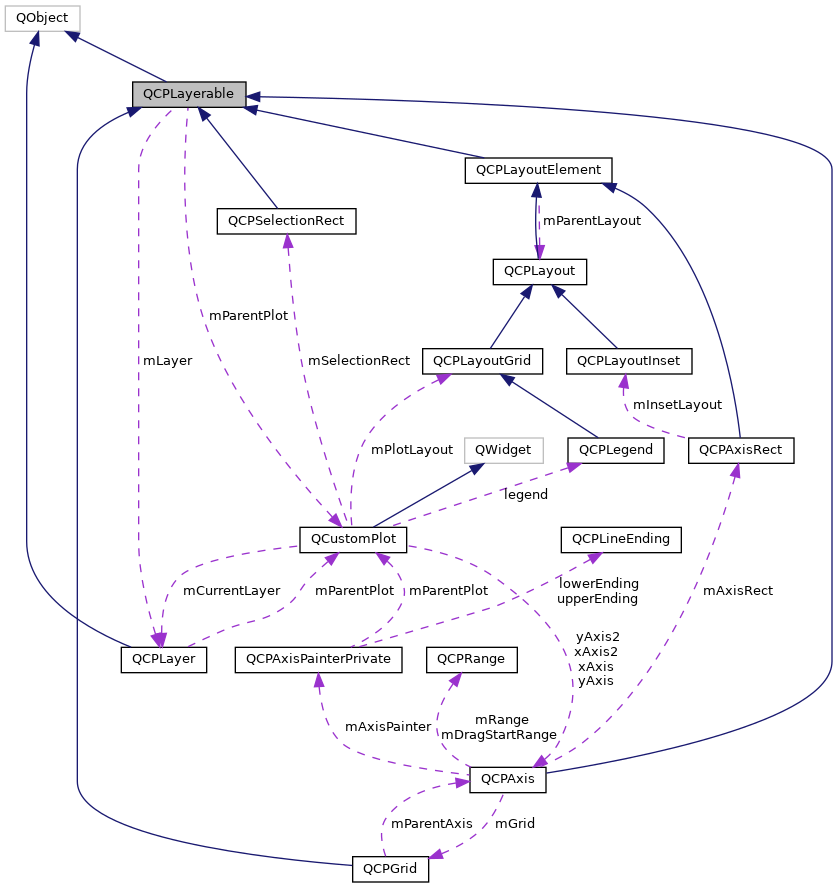 QObject
QCPLayerable
QCPLayoutElement
QCPSelectionRect
mParentLayout
QCPLayout
mParentPlot
mLayer
mSelectionRect
QCPLayoutGrid
QCPLayoutInset
mInsetLayout
mPlotLayout
QWidget
QCPLegend
QCPAxisRect
legend
QCustomPlot
QCPLineEnding
mCurrentLayer
mParentPlot
mParentPlot
lowerEnding
upperEnding
mAxisRect
yAxis2
xAxis2
xAxis
yAxis
QCPLayer
QCPAxisPainterPrivate
QCPRange
mAxisPainter
mRange
mDragStartRange
QCPAxis
mParentAxis
mGrid
QCPGrid